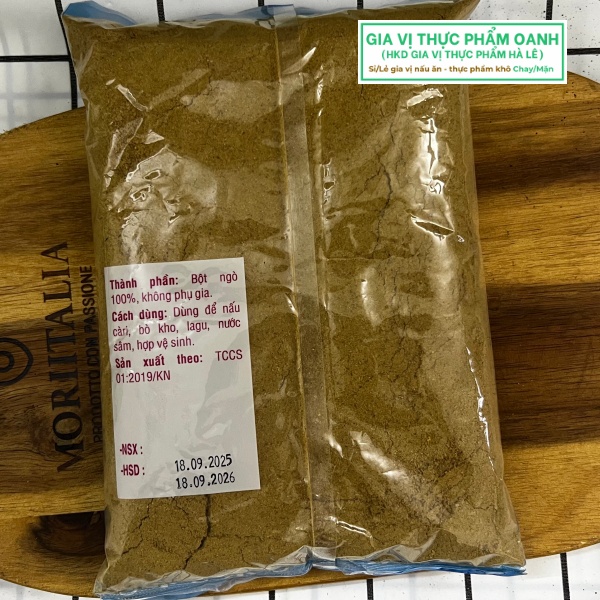 GIA VỊ THỰC PHẨM OANH
(HKD GIA VỊ THỰC PHẨM HÀ LÊ)
Sỉ/Lẻ gia vị nấu ăn - thực phẩm khô Chay/Mặn
Thành phần: Bột ngò
100%, không phụ gia.
Cách dùng: Dùng để nấu
càri, bò kho, lagu, nước
sâm, hợp vệ sinh.
Sản xuất theo: TCCS
01:2019/KN
-NSX : 18.09.2025
-HSD : 18.09.2026
MORIITALIA
PRODOTTO CON PASSIONE